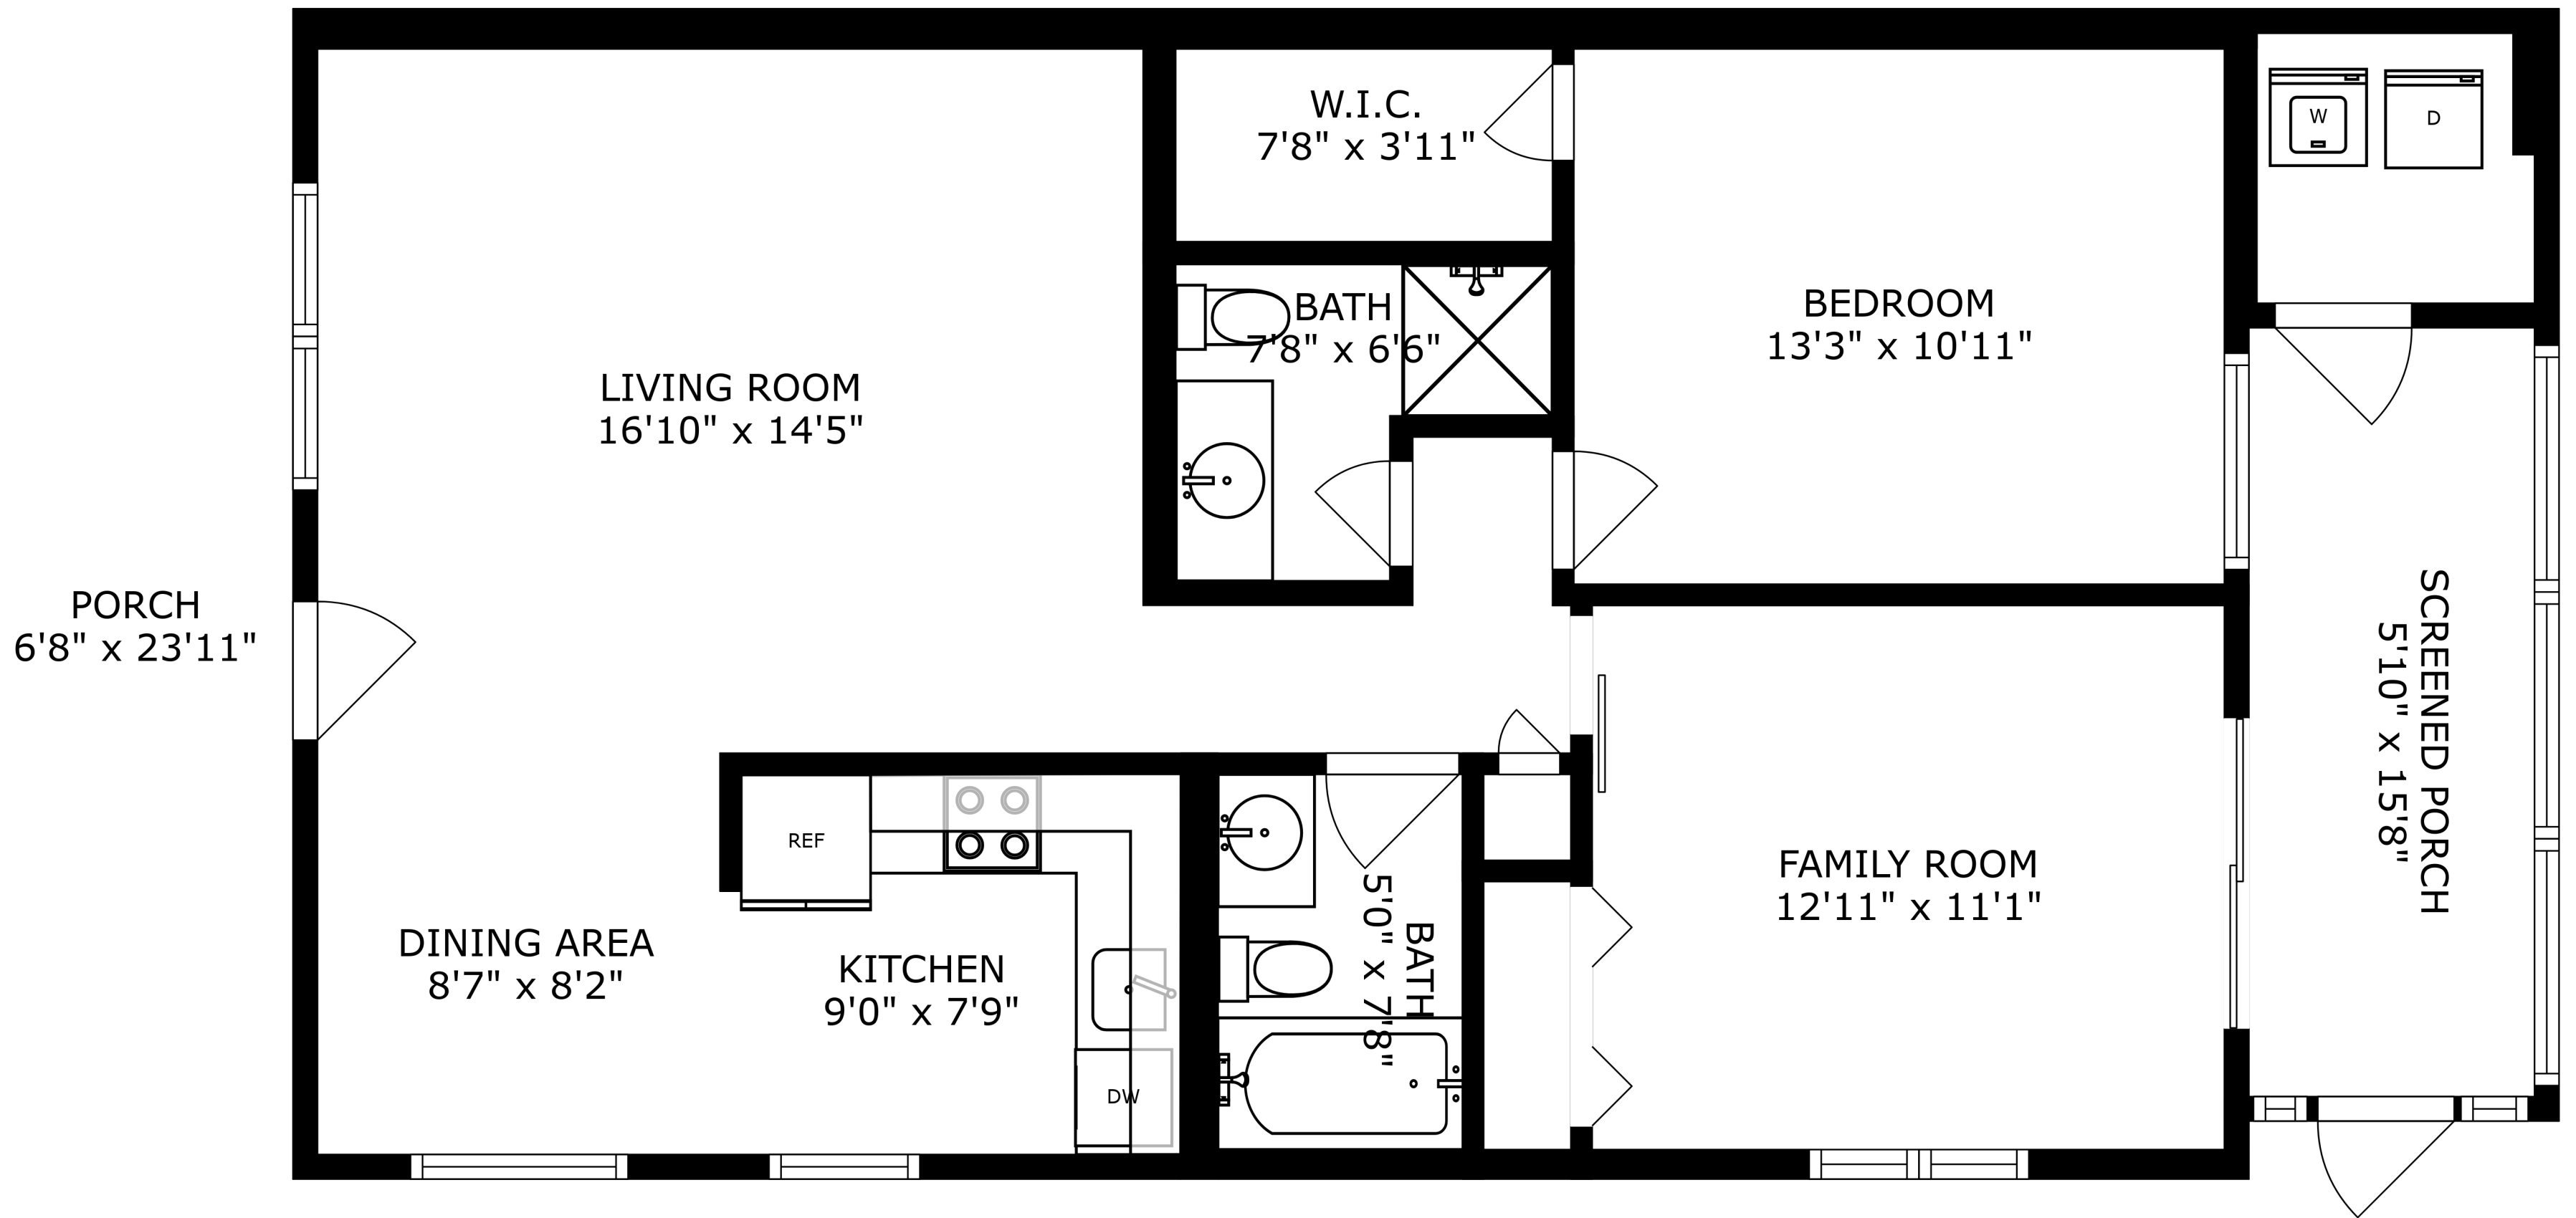 W.I.C.
7'8" x 3'11"
W
D
BATH
7'8" x 6'6"
BEDROOM
13'3" x 10'11"
LIVING ROOM
16'10" x 14'5"
PORCH
6'8" x 23'11"
SCREENED PORCH
5'10" x 15'8"
REF
FAMILY ROOM
12'11" x 11'1"
DINING AREA
8'7" x 8'2"
KITCHEN
9'0" x 7'9"
BATH
5'0" x 7'8"
DW